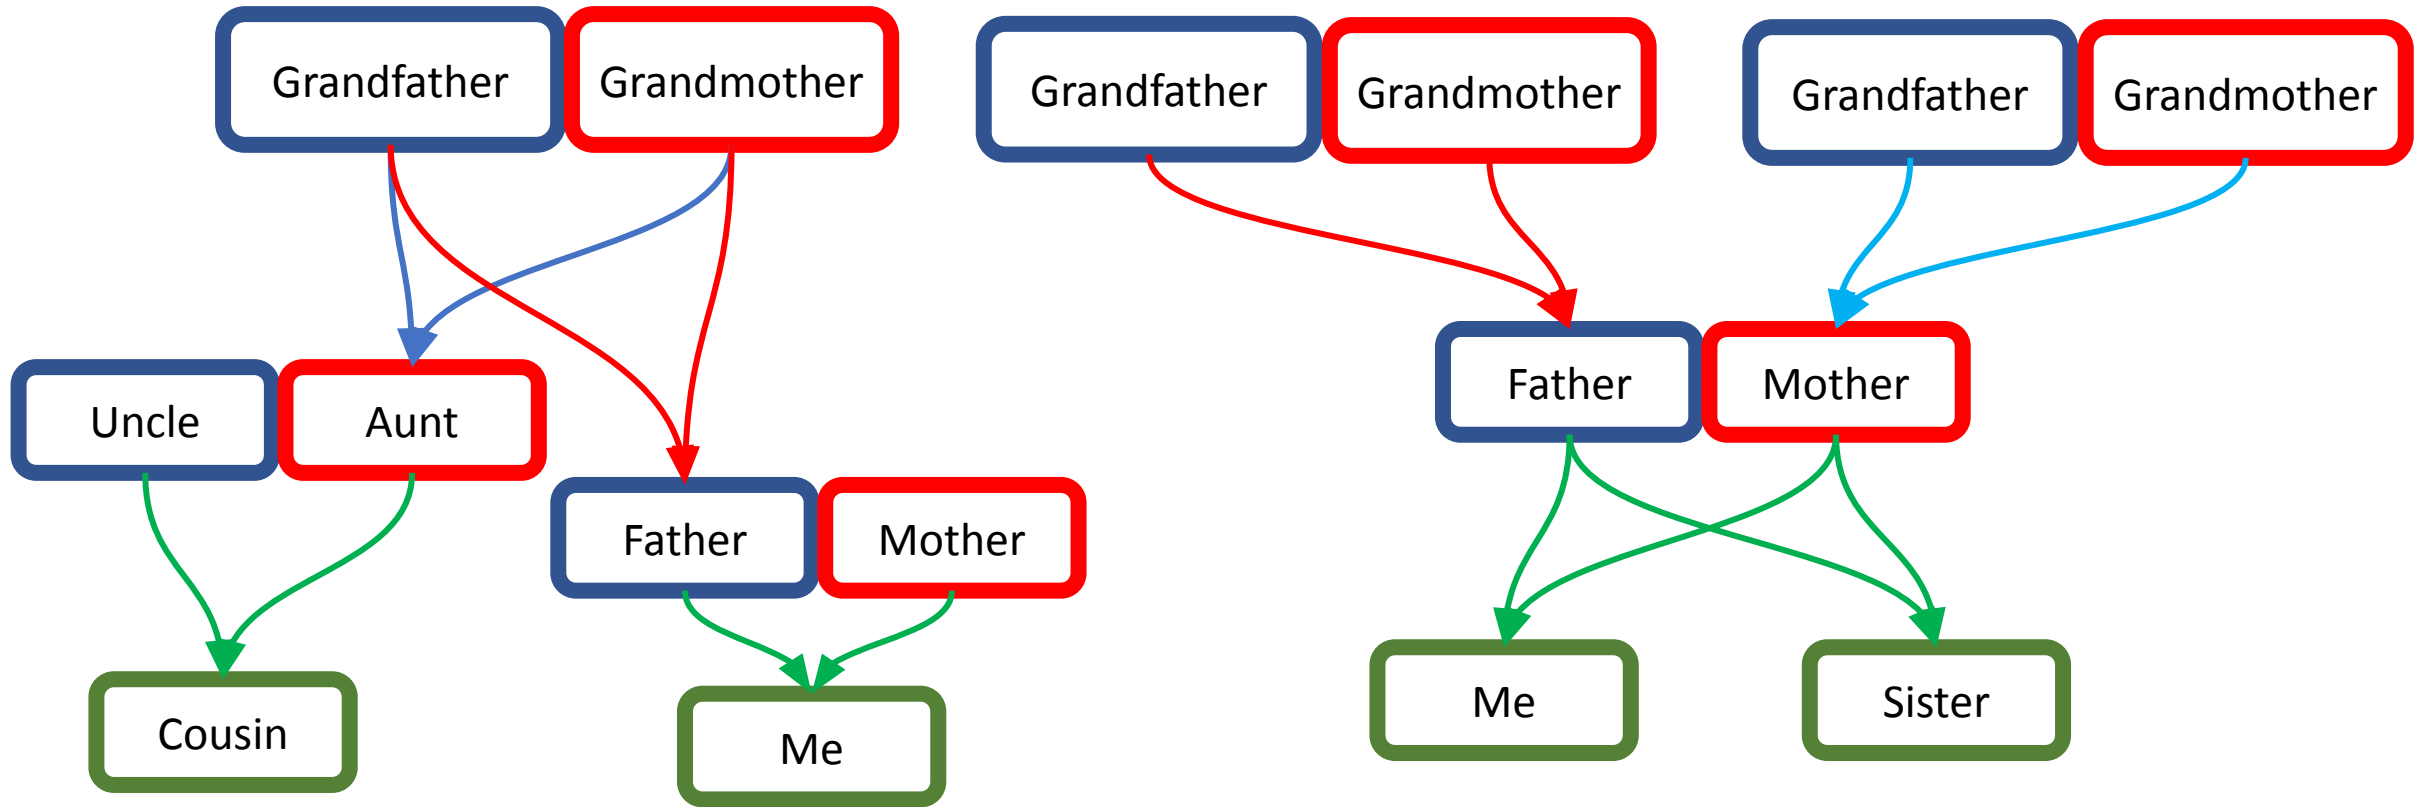 Grandfather
Grandmother
Grandfather
Grandmother
Grandfather
Grandmother
Uncle
Aunt
Father
Mother
Father
Mother
Cousin
Me
Me
Sister